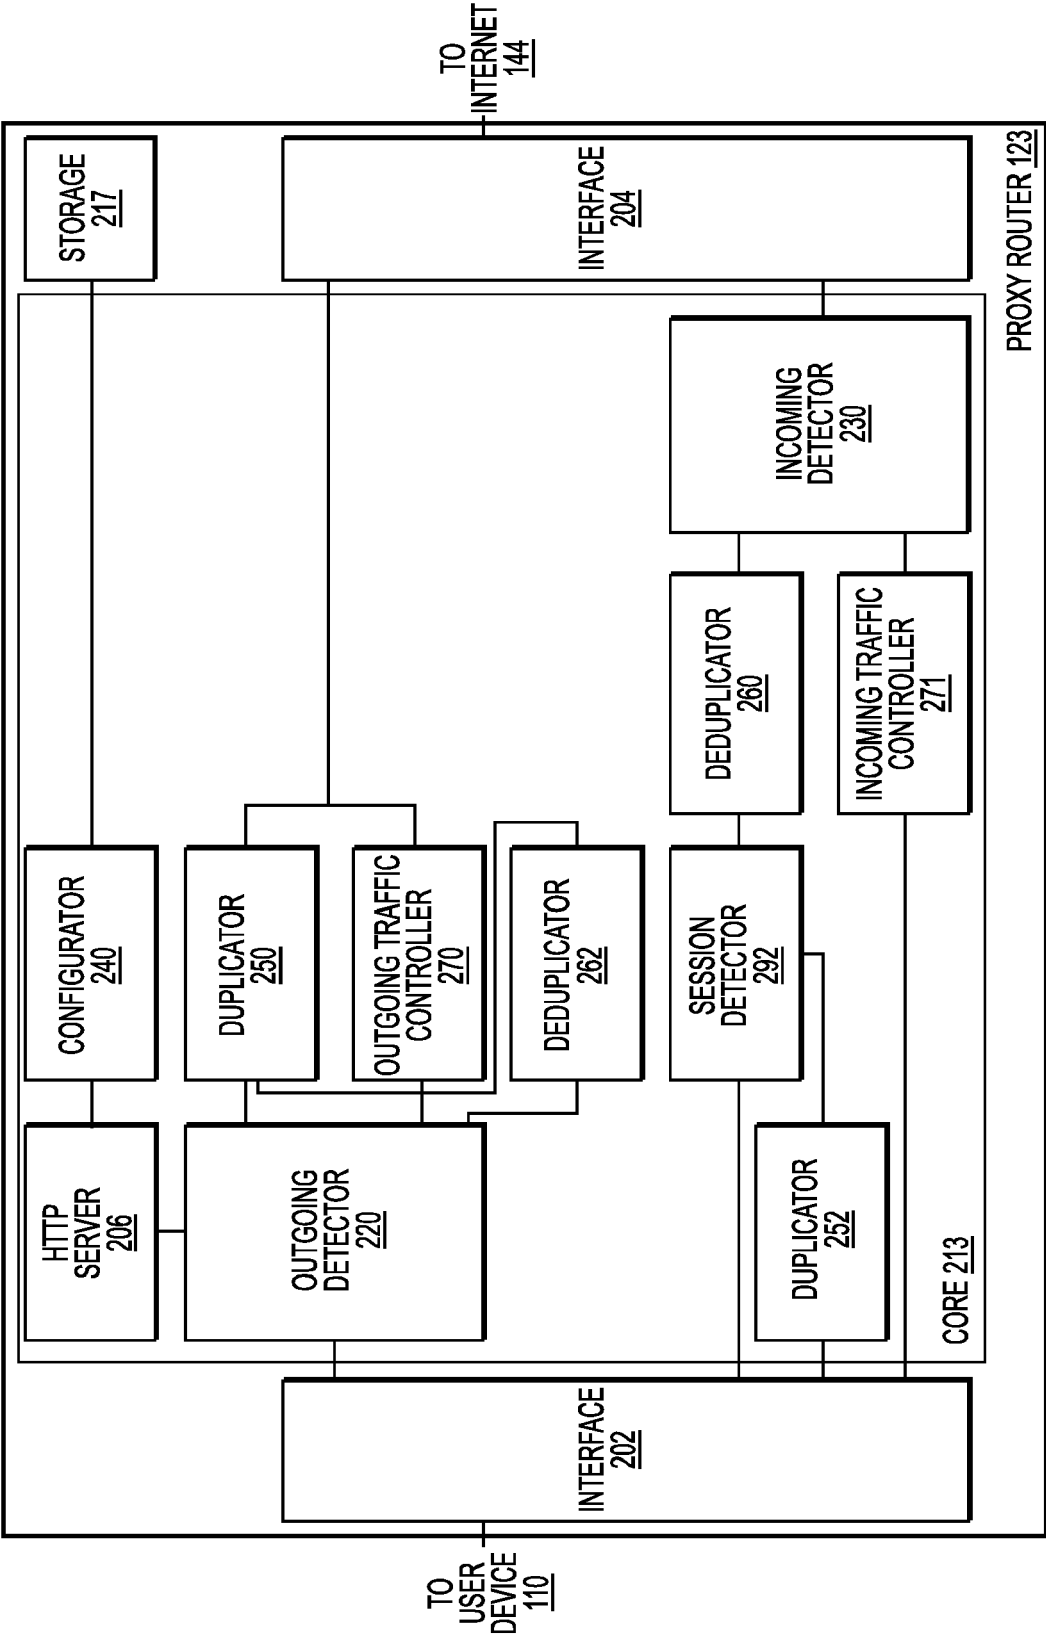 TO
USER
DEVICE
110
INTERFACE
202
HTTP
SERVER
206
CONFIGURATOR
240
STORAGE
217
OUTGOING
DETECTOR
220
DUPLICATOR
250
OUTGOING TRAFFIC
CONTROLLER
270
DEDUPLICATOR
262
SESSION
DETECTOR
292
DUPLICATOR
252
DEDUPLICATOR
260
INCOMING TRAFFIC
CONTROLLER
271
INCOMING
DETECTOR
230
INTERFACE
204
TO
INTERNET
144
CORE 213
PROXY ROUTER 123